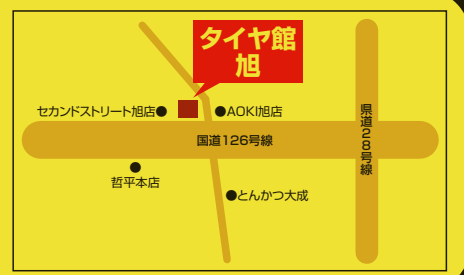 タイヤ館
旭
セカンドストリート旭店
AOKI旭店
国道126号線
県道28号線
哲平本店
とんかつ大成